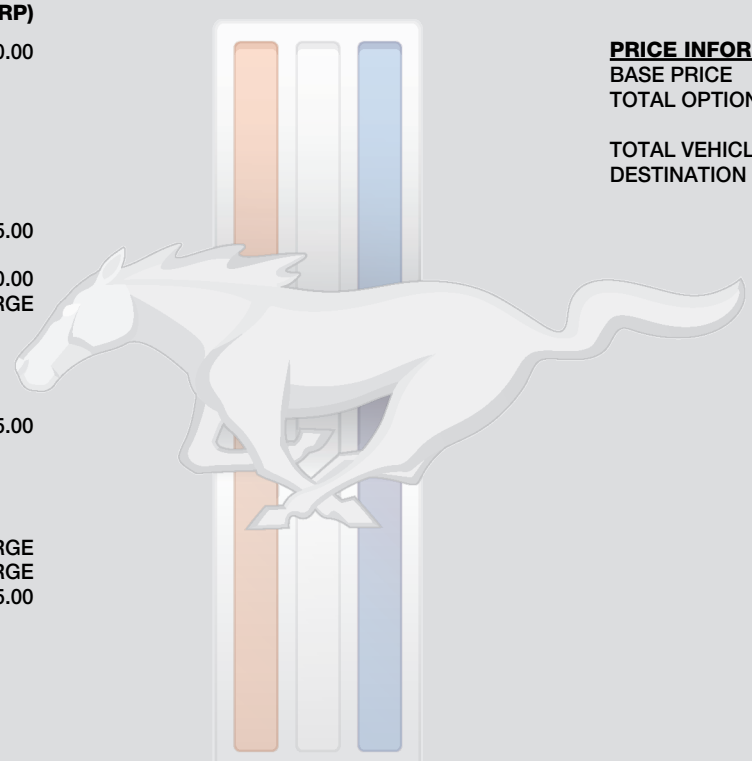 RP)
0.00
5.00
0.00
RGE
5.00
RGE
RGE
5.00
PRICE INFOR
BASE PRICE
TOTAL OPTION
TOTAL VEHICL
DESTINATION